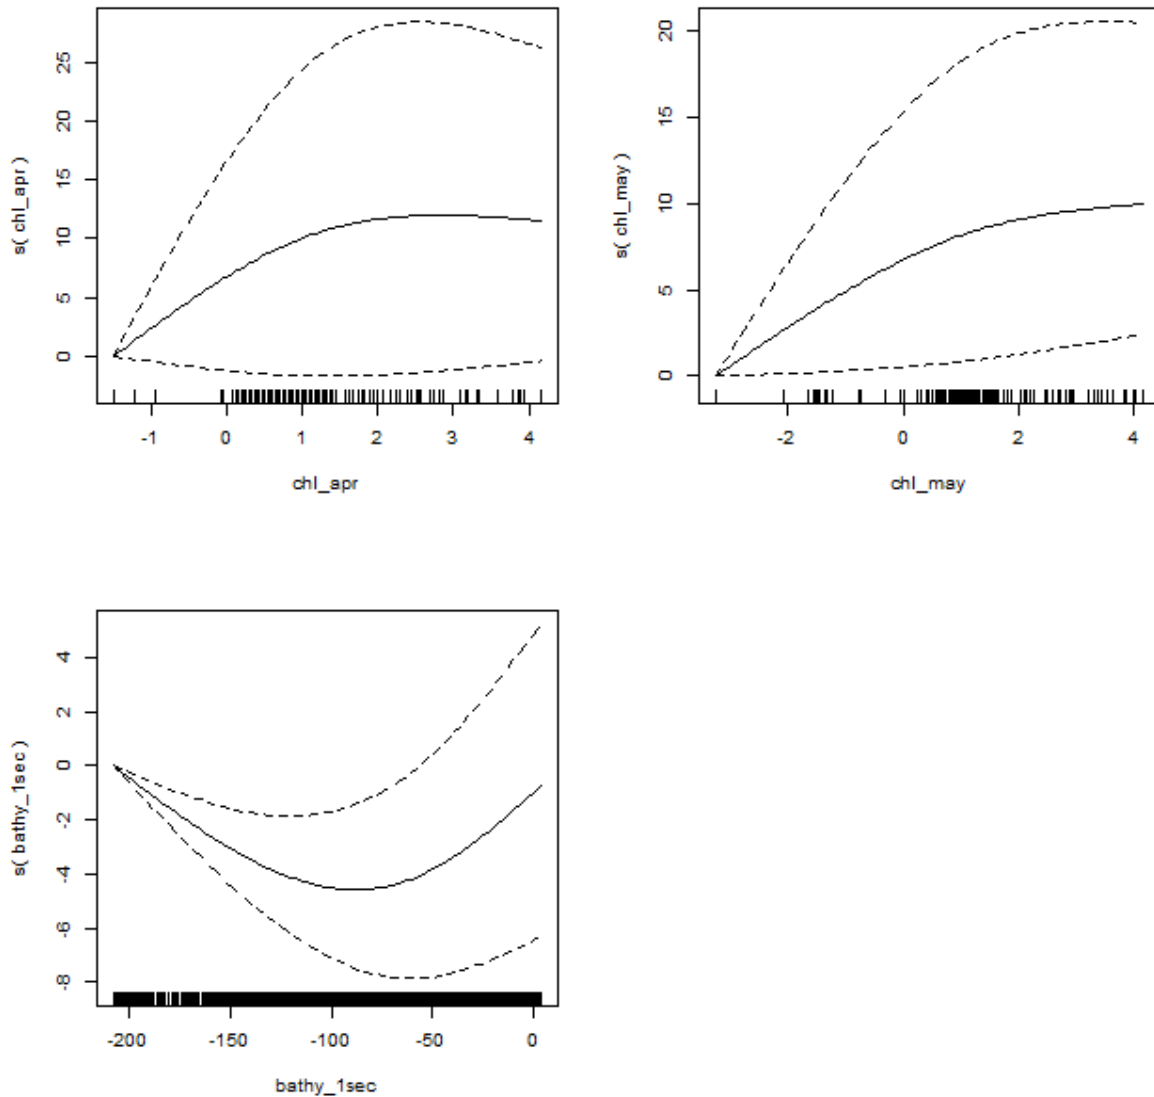 s( chl_apr )
25
20
15
10
5
0
-1 0 1 2 3 4
chl_apr
s( chl_may )
20
15
10
5
0
-2 0 2 4
chl_may
s( bathy_1sec )
4
2
0
-2
-4
-6
-8
-200 -150 -100 -50 0
bathy_1sec